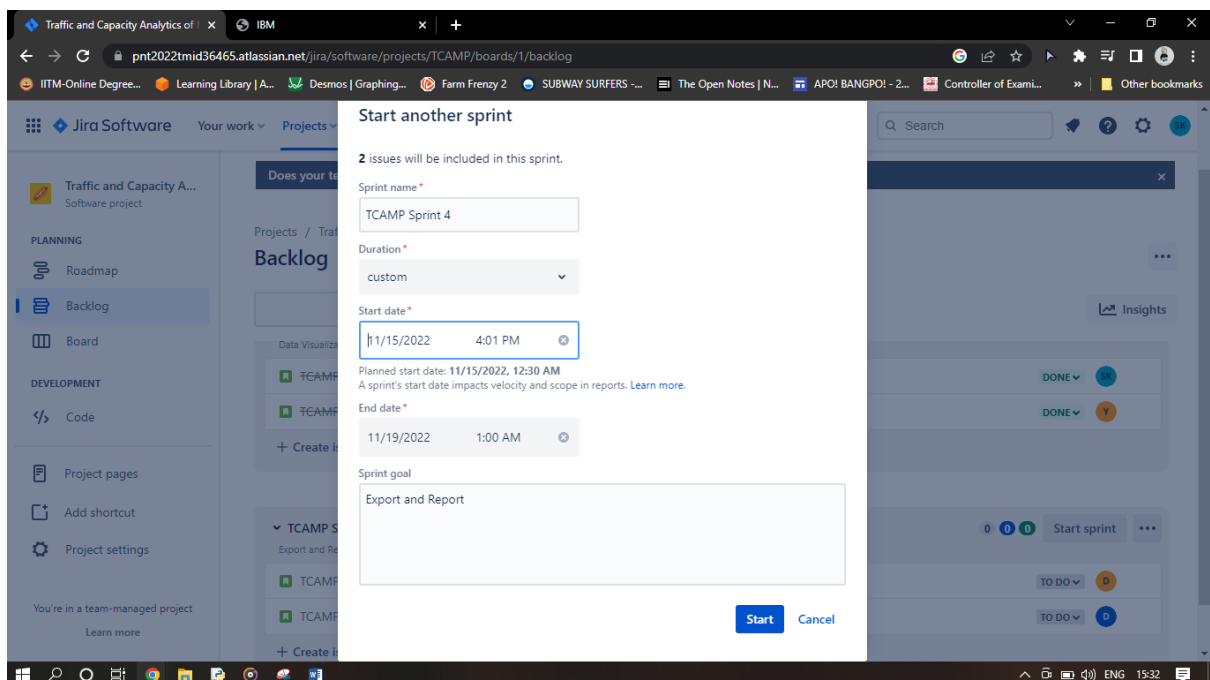 Traffic and Capacity Analytics of
IBM
pnt2022tmid36465.atlassian.net/jira/software/projects/TCAMP/boards/1/backlog
IITM-Online Degree... Learning Library | A... Desmos | Graphing... Farm Frenzy 2 SUBWAY SURFERS -... The Open Notes | N... APO! BANGPO! - 2... Controller of Exami... » Other bookmarks
Jira Software Your work Projects Search SK
Start another sprint
2 issues will be included in this sprint.
Does your te
Traffic and Capacity A...
Software project
Sprint name *
TCAMP Sprint 4
PLANNING
Roadmap
Backlog
Board
Projects / Traf
Backlog
Duration *
custom
Insights
Start date *
11/15/2022 4:01 PM
Planned start date: 11/15/2022, 12:30 AM
A sprint's start date impacts velocity and scope in reports. Learn more.
Data Visualiza
TCAMP DONE SK
TCAMP DONE Y
+ Create i
DEVELOPMENT
Code
End date *
11/19/2022 1:00 AM
Project pages
Add shortcut
Project settings
Sprint goal
Export and Report
TCAMP S 0 0 0 Start sprint
Export and Re
TCAMP TO DO D
TCAMP TO DO D
+ Create i
You're in a team-managed project
Learn more
Start Cancel
ENG 15:32